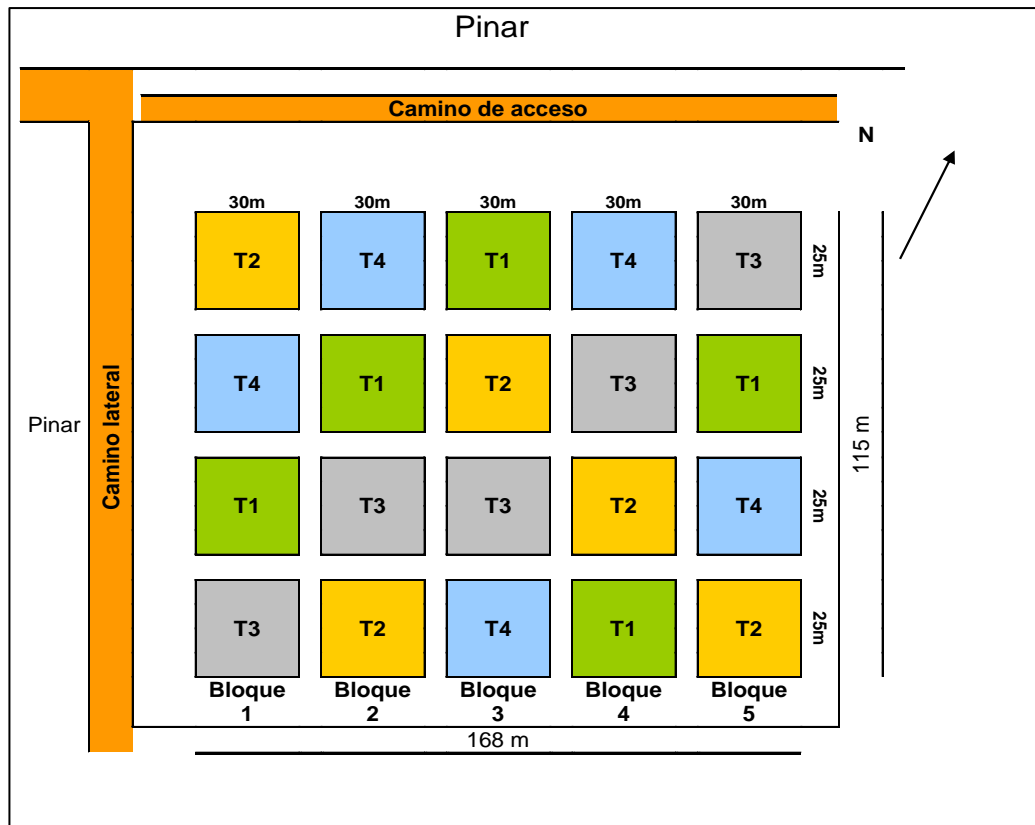 Pinar
Camino de acceso
N
30m 30m 30m 30m 30m
T2 T4 T1 T4 T3 25m
T4 T1 T2 T3 T1 25m
Pinar
Camino lateral
115 m
T1 T3 T3 T2 T4 25m
T3 T2 T4 T1 T2 25m
Bloque Bloque Bloque Bloque Bloque
1 2 3 4 5
168 m